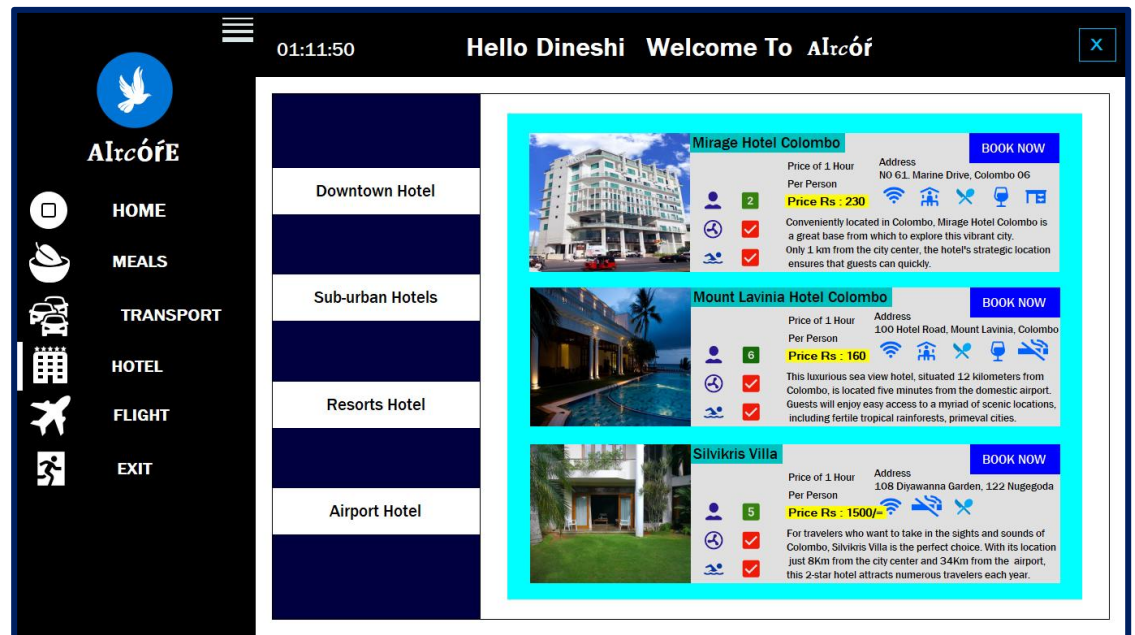 01:11:50
Hello Dineshi Welcome To AIrcóŕ
X
AIrcóŕE
HOME
MEALS
TRANSPORT
HOTEL
FLIGHT
EXIT
Downtown Hotel
Sub-urban Hotels
Resorts Hotel
Airport Hotel
Mirage Hotel Colombo
BOOK NOW
Price of 1 Hour
Per Person
Price Rs : 230
Address
N0 61. Marine Drive, Colombo 06
2
Conveniently located in Colombo, Mirage Hotel Colombo is
a great base from which to explore this vibrant city.
Only 1 km from the city center, the hotel's strategic location
ensures that guests can quickly.
Mount Lavinia Hotel Colombo
BOOK NOW
Price of 1 Hour
Per Person
Price Rs : 160
Address
100 Hotel Road, Mount Lavinia, Colombo
6
This luxurious sea view hotel, situated 12 kilometers from
Colombo, is located five minutes from the domestic airport.
Guests will enjoy easy access to a myriad of scenic locations,
including fertile tropical rainforests, primeval cities.
Silvikris Villa
BOOK NOW
Price of 1 Hour
Per Person
Price Rs : 1500/=
Address
108 Diyawanna Garden, 122 Nugegoda
5
For travelers who want to take in the sights and sounds of
Colombo, Silvikris Villa is the perfect choice. With its location
just 8Km from the city center and 34Km from the airport,
this 2-star hotel attracts numerous travelers each year.